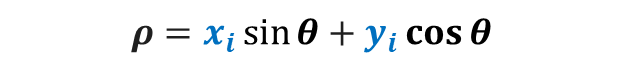 ρ = xᵢ sin θ + yᵢ cos θ